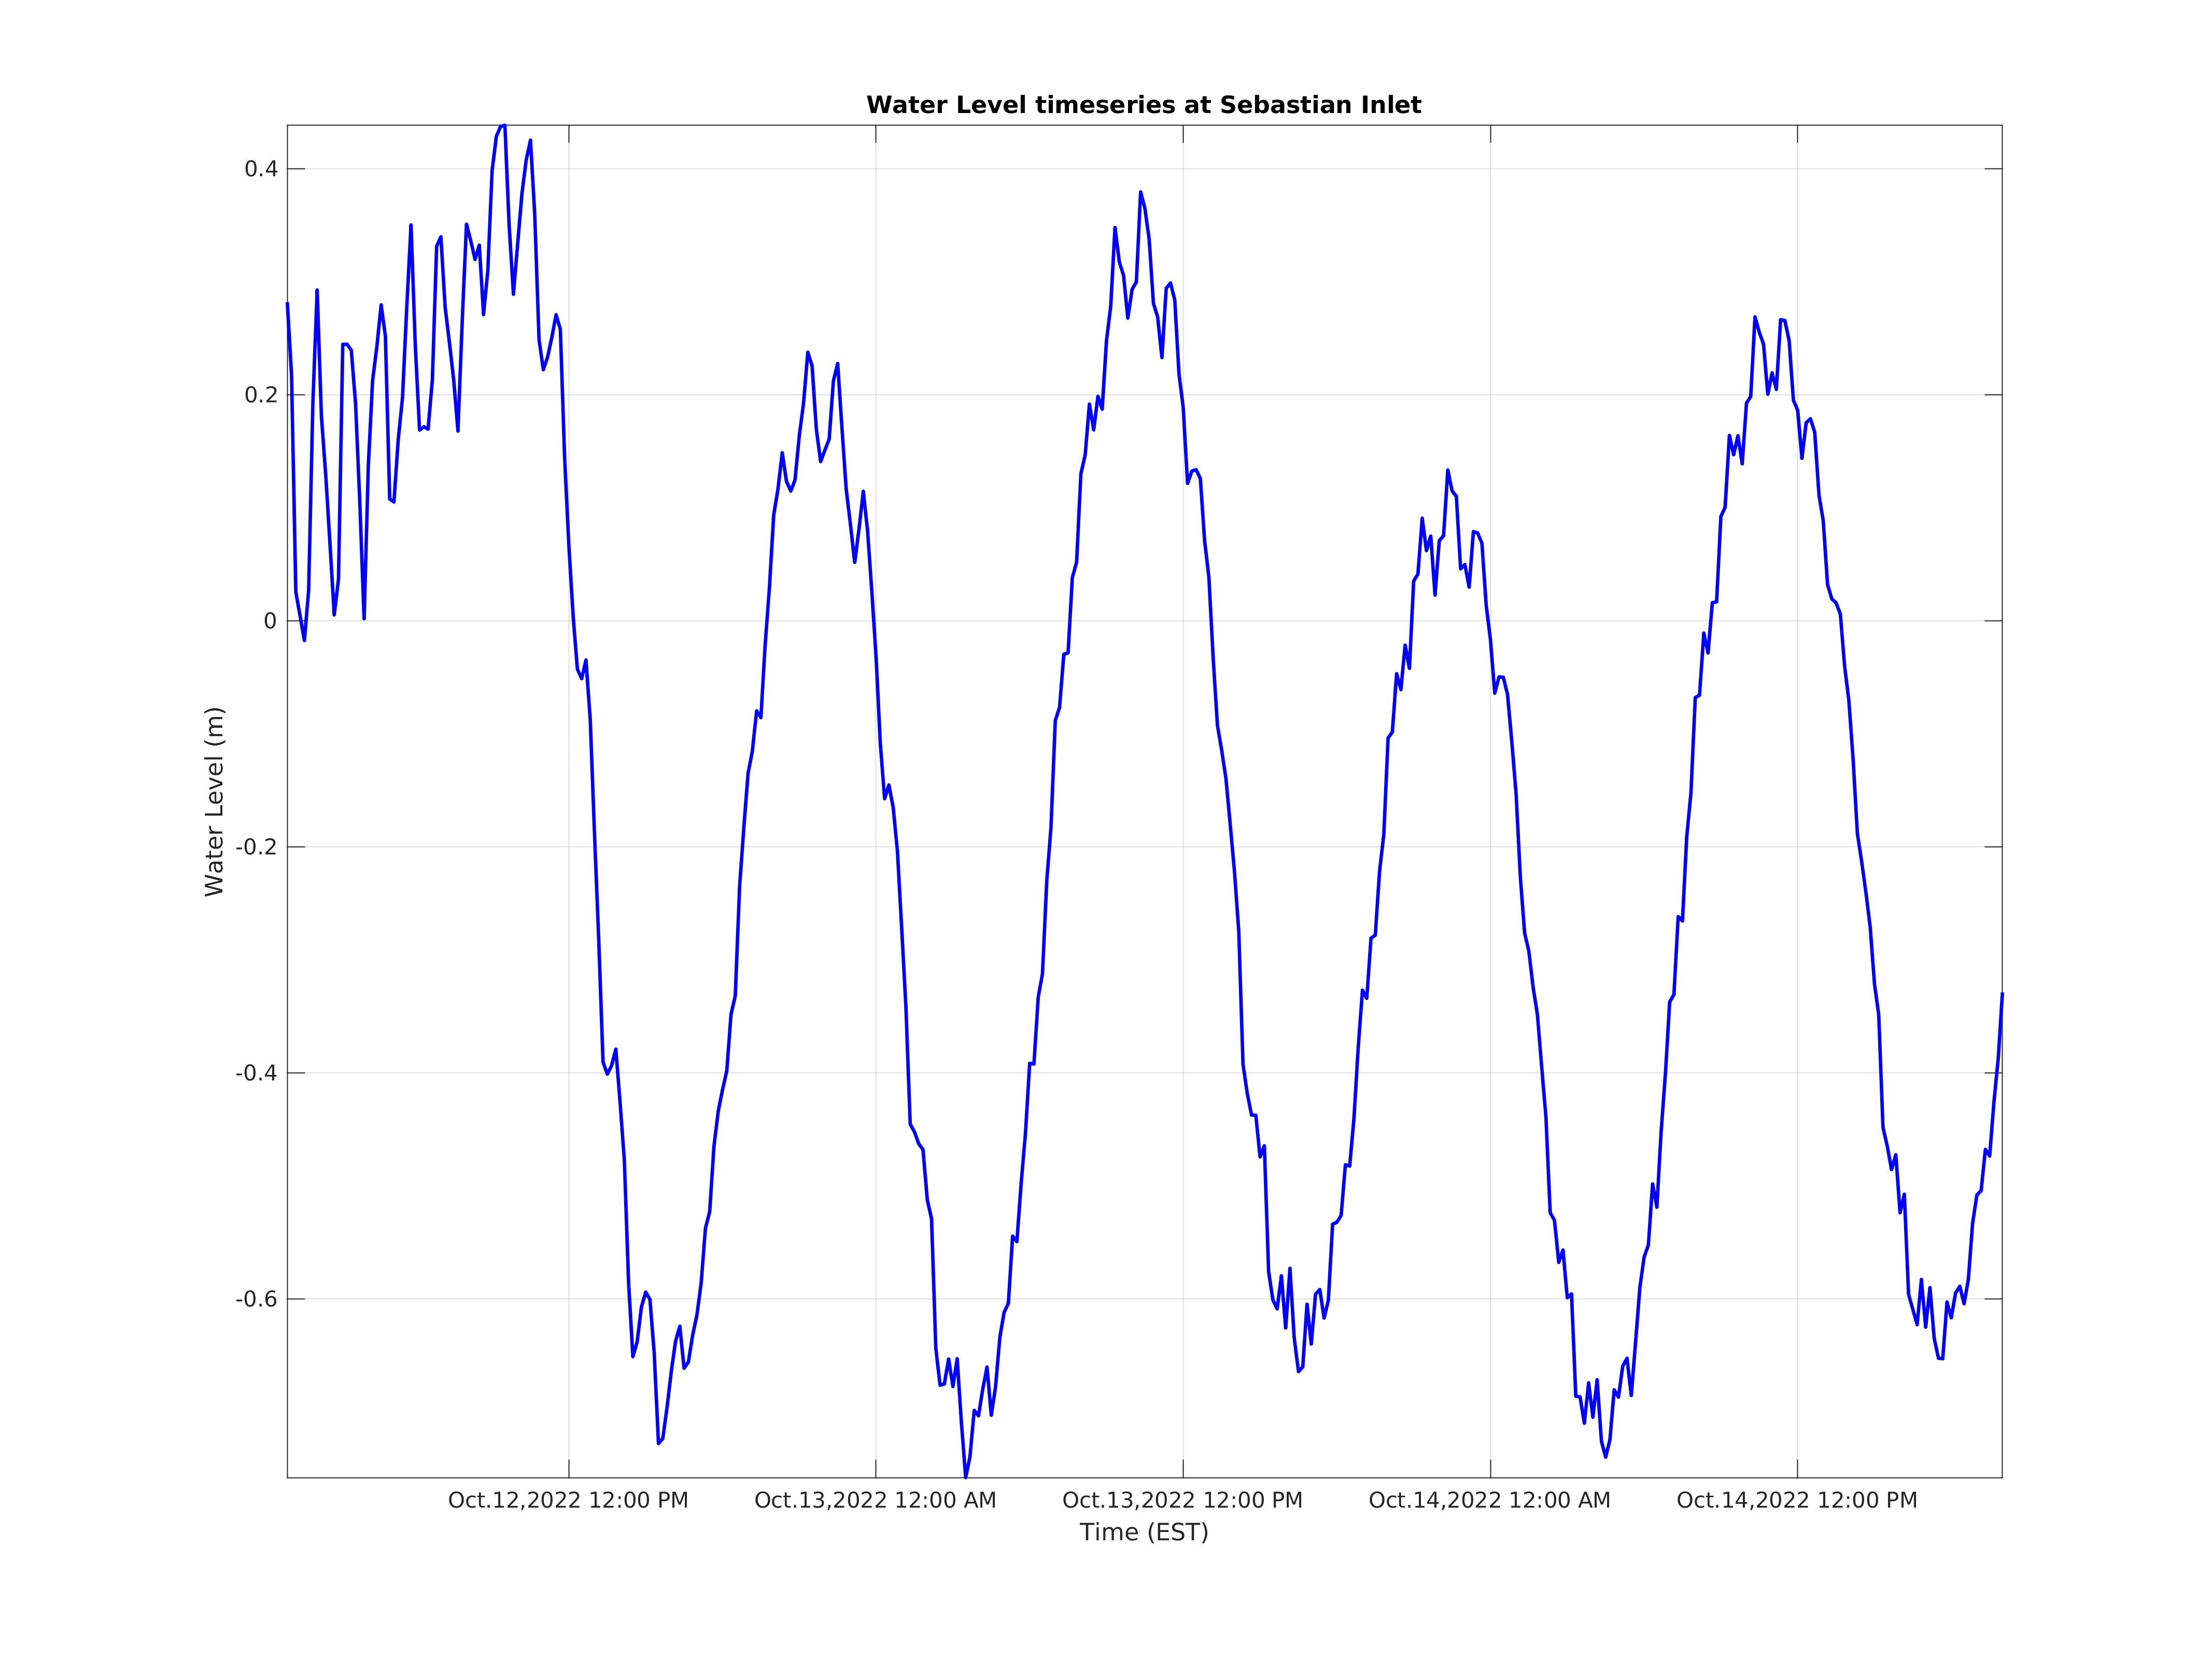 Water Level timeseries at Sebastian Inlet
0.4
0.2
0
-0.2
-0.4
-0.6
Water Level (m)
Oct.12,2022 12:00 PM Oct.13,2022 12:00 AM Oct.13,2022 12:00 PM Oct.14,2022 12:00 AM Oct.14,2022 12:00 PM
Time (EST)